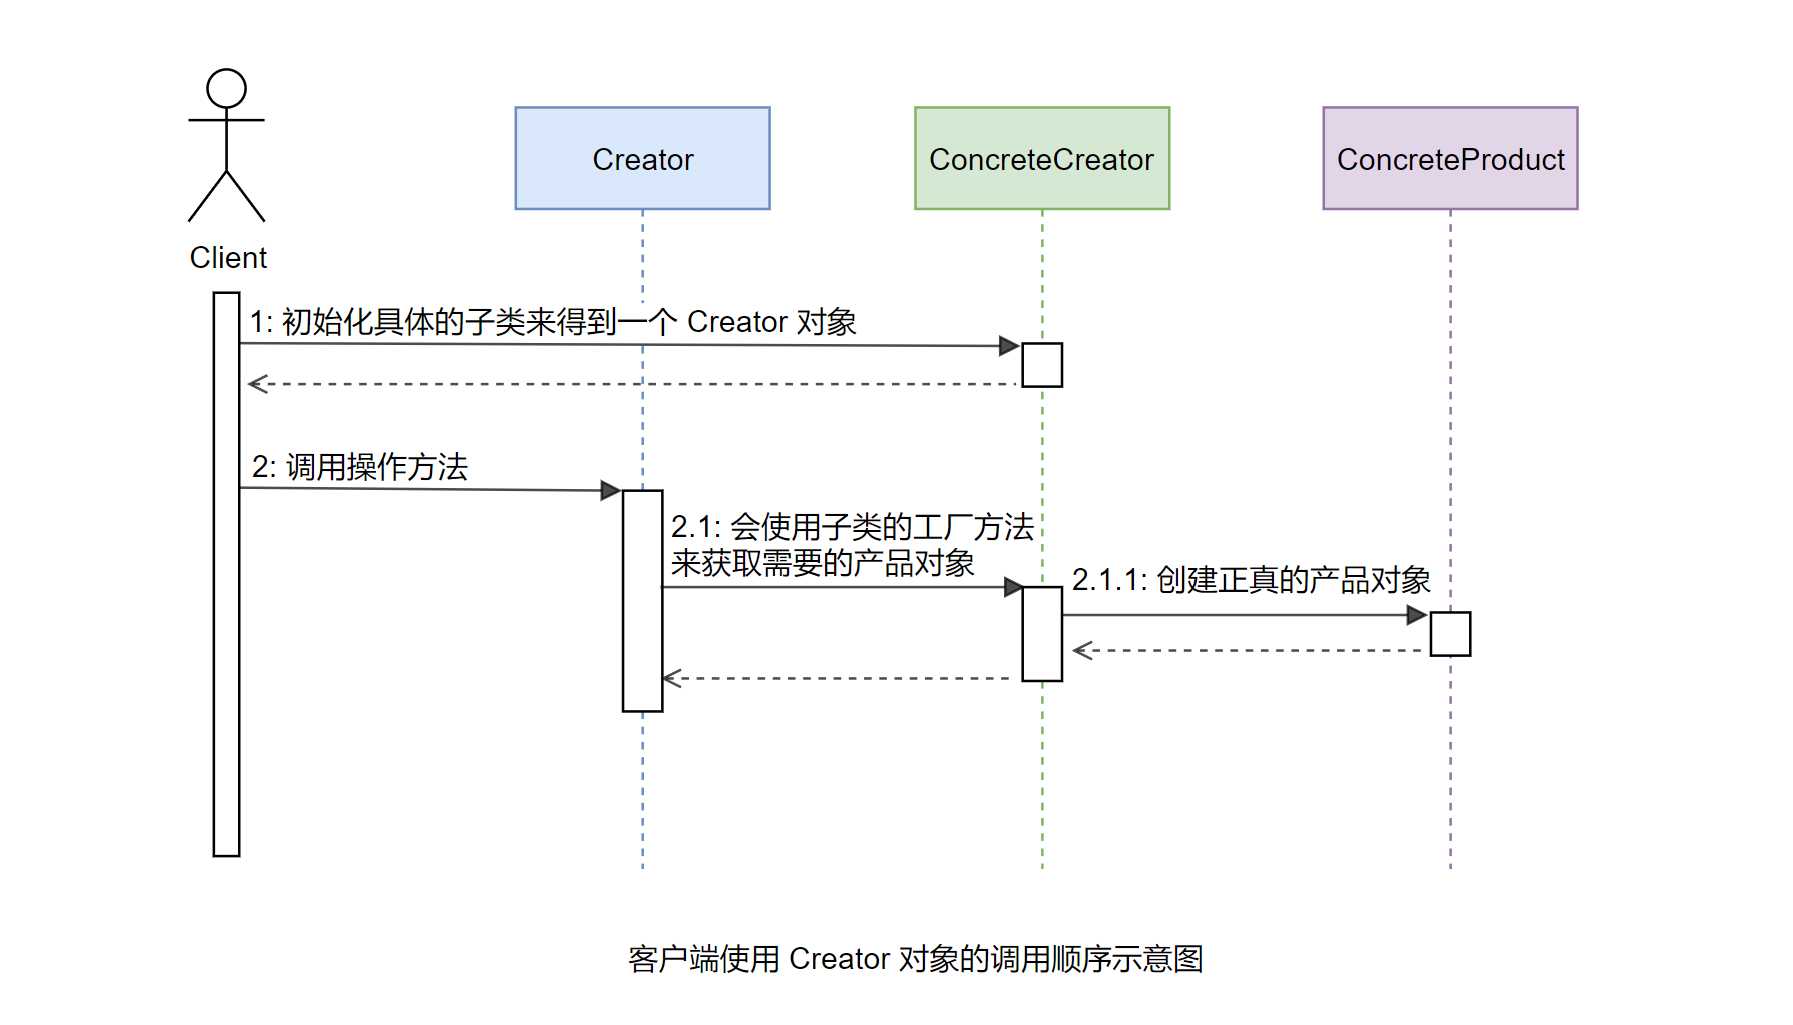 Client
Creator
ConcreteCreator
ConcreteProduct
1: 初始化具体的子类来得到一个 Creator 对象
2: 调用操作方法
2.1: 会使用子类的工厂方法
来获取需要的产品对象
2.1.1: 创建正真的产品对象
客户端使用 Creator 对象的调用顺序示意图